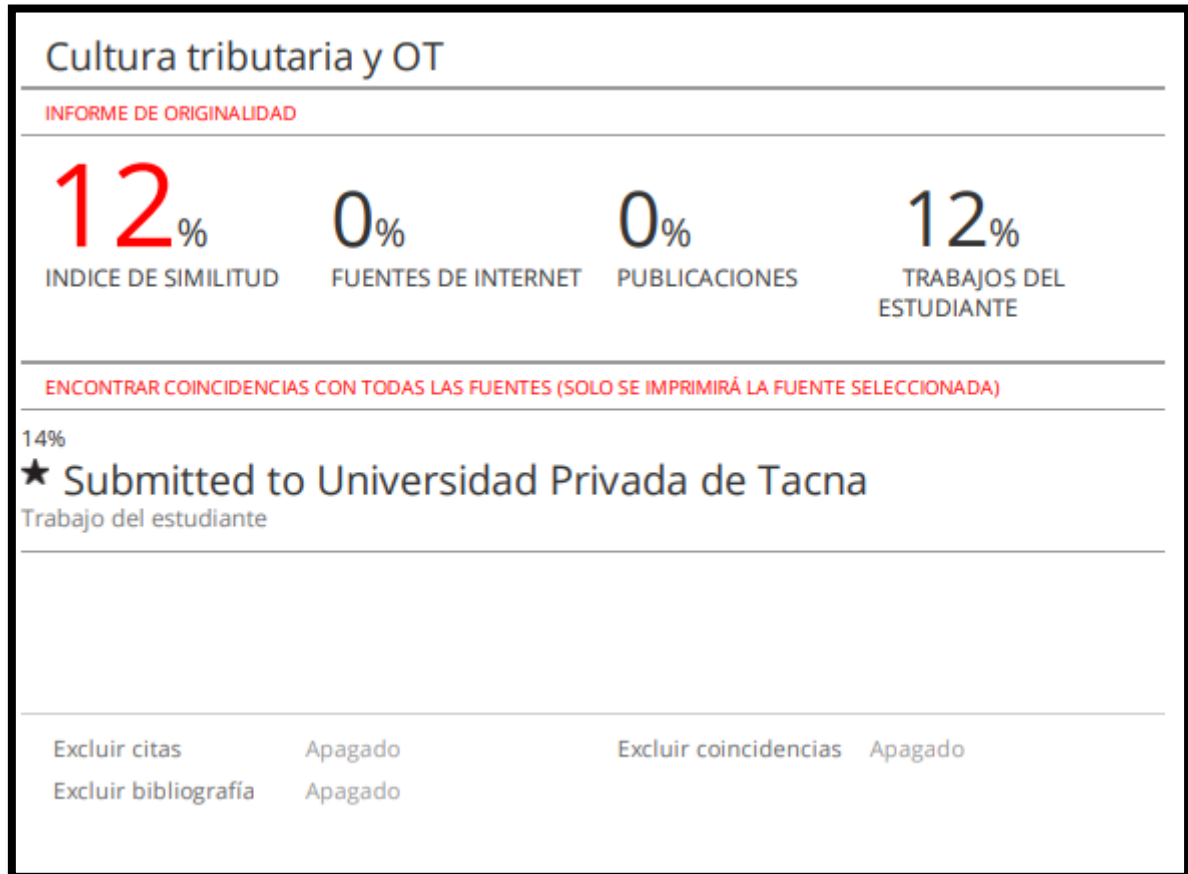 Cultura tributaria y OT
INFORME DE ORIGINALIDAD
12% 0% 0% 12%
INDICE DE SIMILITUD FUENTES DE INTERNET PUBLICACIONES TRABAJOS DEL
ESTUDIANTE
ENCONTRAR COINCIDENCIAS CON TODAS LAS FUENTES (SOLO SE IMPRIMIRÁ LA FUENTE SELECCIONADA)
14%
★ Submitted to Universidad Privada de Tacna
Trabajo del estudiante
Excluir citas Apagado Excluir coincidencias Apagado
Excluir bibliografía Apagado